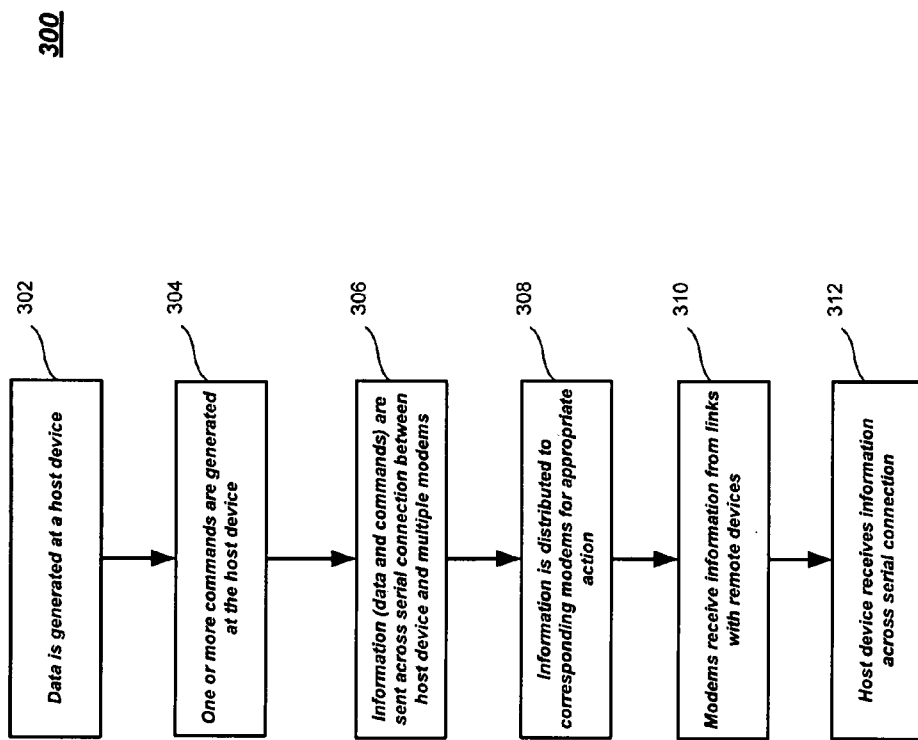 300
302
Data is generated at a host device
304
One or more commands are generated
at the host device
306
Information (data and commands) are
sent across serial connection between
host device and multiple modems
308
Information is distributed to
corresponding modems for appropriate
action
310
Modems receive information from links
with remote devices
312
Host device receives information
across serial connection